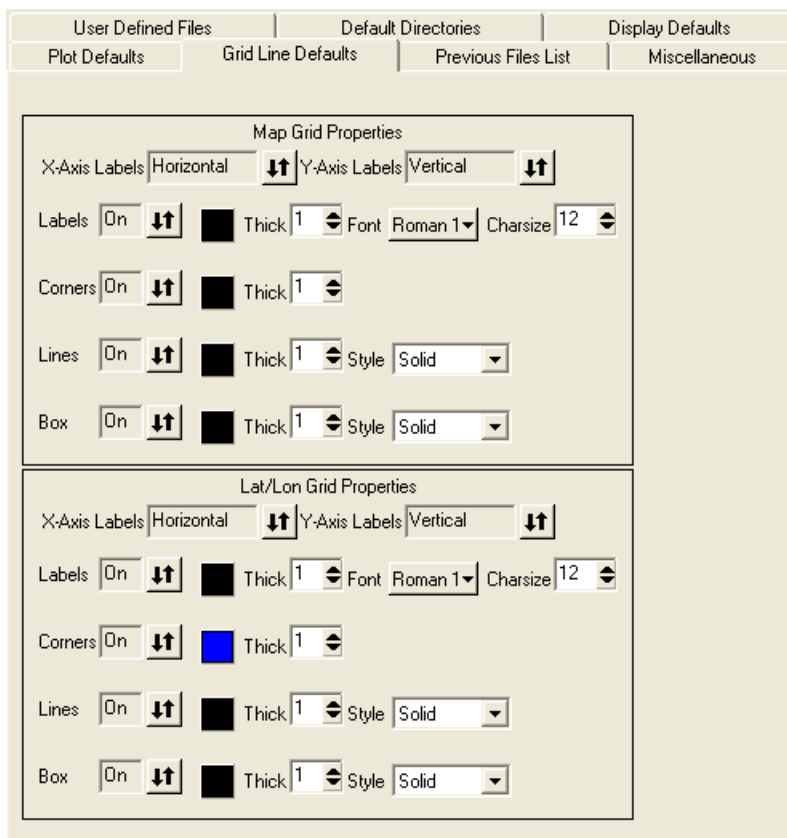 User Defined Files Default Directories Display Defaults
Plot Defaults Grid Line Defaults Previous Files List Miscellaneous
Map Grid Properties
X-Axis Labels Horizontal Y-Axis Labels Vertical
Labels On Thick 1 Font Roman 1 Charsize 12
Corners On Thick 1
Lines On Thick 1 Style Solid
Box On Thick 1 Style Solid
Lat/Lon Grid Properties
X-Axis Labels Horizontal Y-Axis Labels Vertical
Labels On Thick 1 Font Roman 1 Charsize 12
Corners On Thick 1
Lines On Thick 1 Style Solid
Box On Thick 1 Style Solid